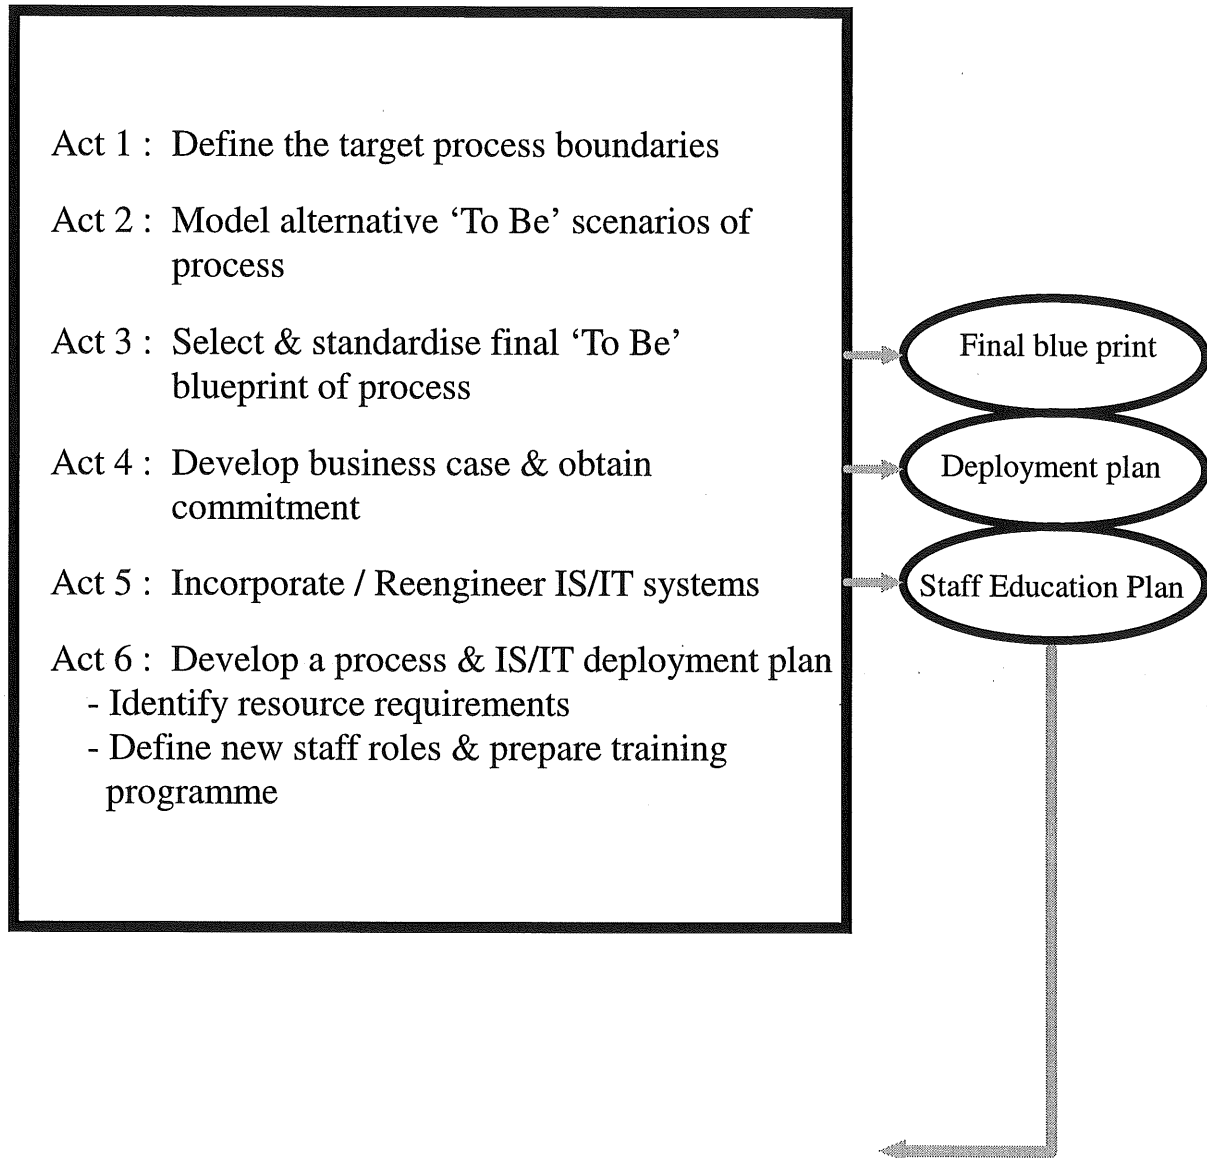 Act 1 : Define the target process boundaries
Act 2 : Model alternative ‘To Be’ scenarios of
process
Act 3 : Select & standardise final ‘To Be’
blueprint of process
Act 4 : Develop business case & obtain
commitment
Act 5 : Incorporate / Reengineer IS/IT systems
Act 6 : Develop a process & IS/IT deployment plan
- Identify resource requirements
- Define new staff roles & prepare training
programme
Final blue print
Deployment plan
Staff Education Plan